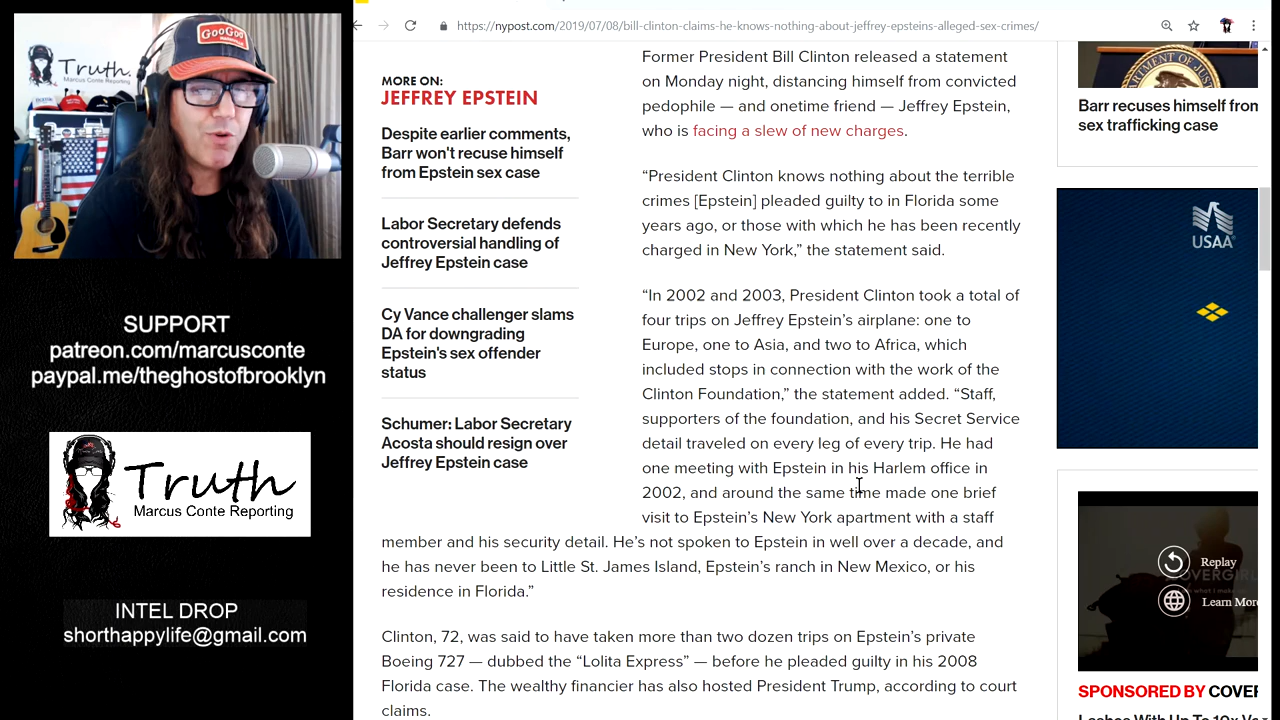 https://nypost.com/2019/07/08/bill-clinton-claims-he-knows-nothing-about-jeffrey-epsteins-alleged-sex-crimes/
GooGoo
Truth.
Marcus Conte Reporting
SUPPORT
patreon.com/marcusconte
paypal.me/theghostofbrooklyn
Truth
Marcus Conte Reporting
INTEL DROP
shorthappylife@gmail.com
MORE ON:
JEFFREY EPSTEIN
Despite earlier comments,
Barr won't recuse himself
from Epstein sex case
Labor Secretary defends
controversial handling of
Jeffrey Epstein case
Cy Vance challenger slams
DA for downgrading
Epstein's sex offender
status
Schumer: Labor Secretary
Acosta should resign over
Jeffrey Epstein case
Former President Bill Clinton released a statement
on Monday night, distancing himself from convicted
pedophile — and onetime friend — Jeffrey Epstein,
who is facing a slew of new charges.
“President Clinton knows nothing about the terrible
crimes [Epstein] pleaded guilty to in Florida some
years ago, or those with which he has been recently
charged in New York,” the statement said.
“In 2002 and 2003, President Clinton took a total of
four trips on Jeffrey Epstein’s airplane: one to
Europe, one to Asia, and two to Africa, which
included stops in connection with the work of the
Clinton Foundation,” the statement added. “Staff,
supporters of the foundation, and his Secret Service
detail traveled on every leg of every trip. He had
one meeting with Epstein in his Harlem office in
2002, and around the same time made one brief
visit to Epstein’s New York apartment with a staff
member and his security detail. He’s not spoken to Epstein in well over a decade, and
he has never been to Little St. James Island, Epstein’s ranch in New Mexico, or his
residence in Florida.”
Clinton, 72, was said to have taken more than two dozen trips on Epstein’s private
Boeing 727 — dubbed the “Lolita Express” — before he pleaded guilty in his 2008
Florida case. The wealthy financier has also hosted President Trump, according to court
claims.
Barr recuses himself from
sex trafficking case
USAA
Replay
Learn More
SPONSORED BY COVER